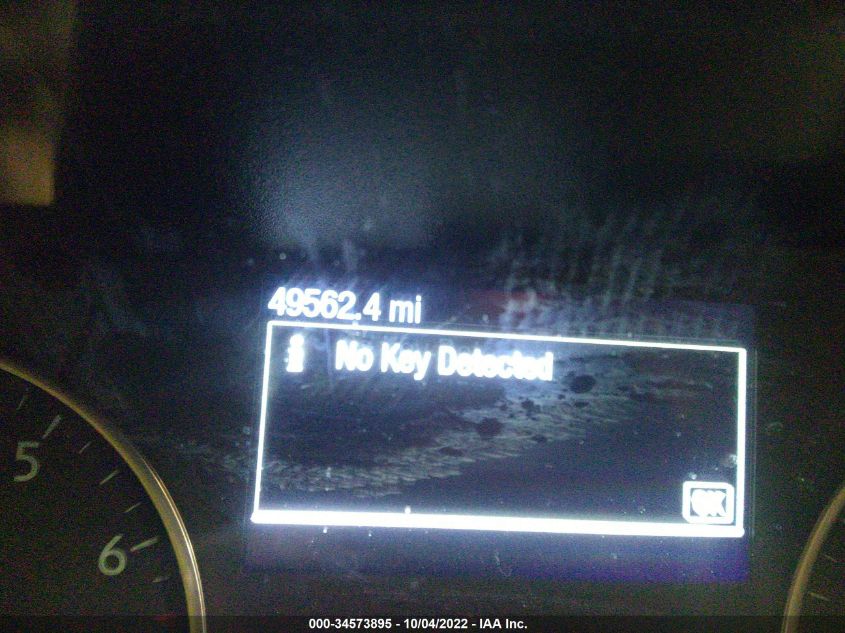 49562.4 mi
i No Key Detected
5
OK
6
000-34573895 - 10/04/2022 - IAA Inc.